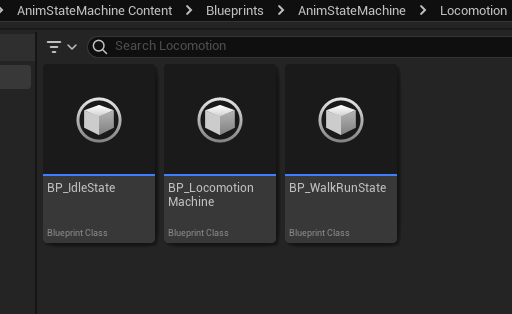 AnimStateMachine Content > Blueprints > AnimStateMachine > Locomotion
Search Locomotion
BP_IdleState
Blueprint Class
BP_Locomotion
Machine
Blueprint Class
BP_WalkRunState
Blueprint Class